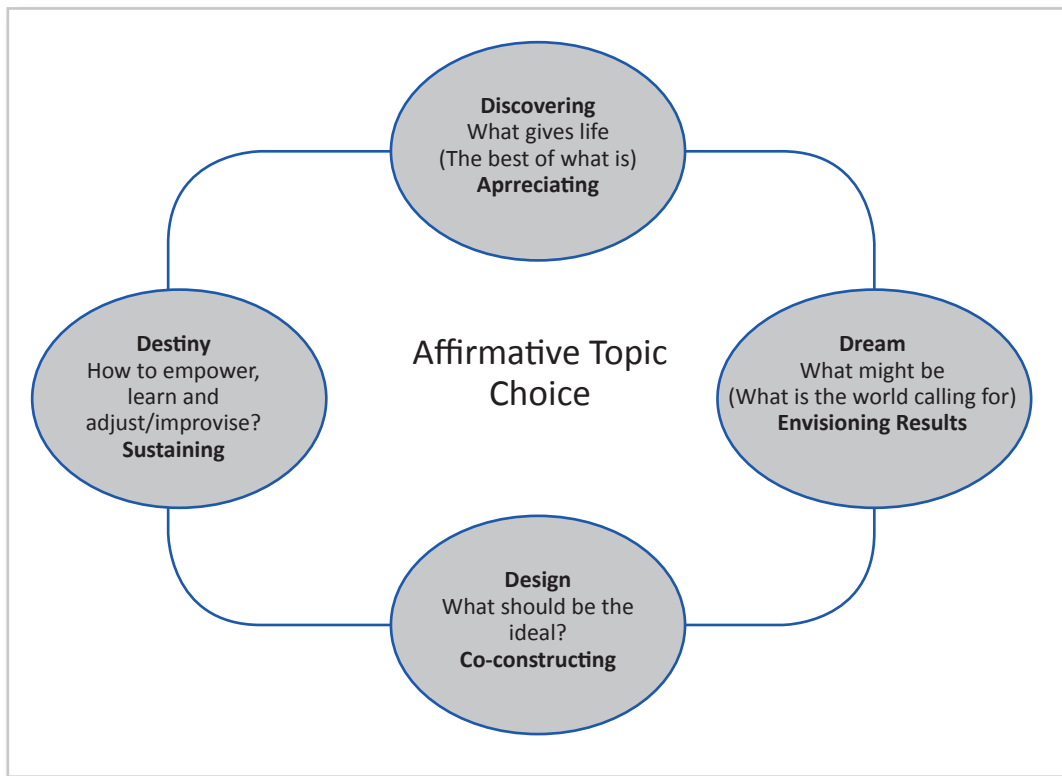 Discovering
What gives life
(The best of what is)
Aprreciating
Destiny
How to empower,
learn and
adjust/improvise?
Sustaining
Affirmative Topic
Choice
Dream
What might be
(What is the world calling for)
Envisioning Results
Design
What should be the
ideal?
Co-constructing